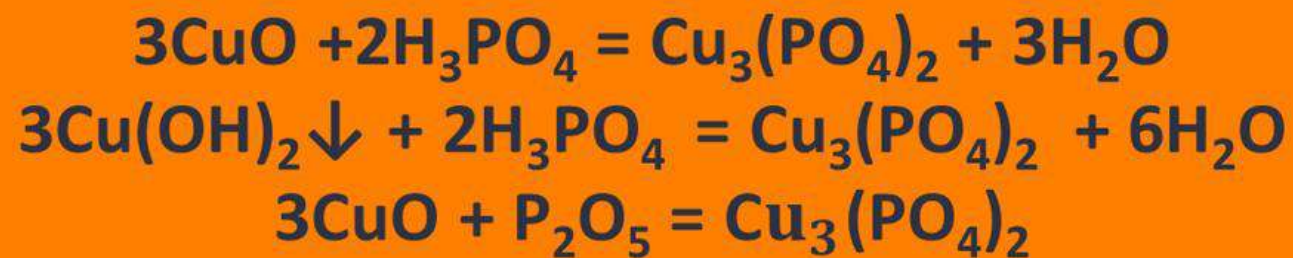 3CuO +2H₃PO₄ = Cu₃(PO₄)₂ + 3H₂O
3Cu(OH)₂↓ + 2H₃PO₄ = Cu₃(PO₄)₂ + 6H₂O
3CuO + P₂O₅ = Cu₃(PO₄)₂